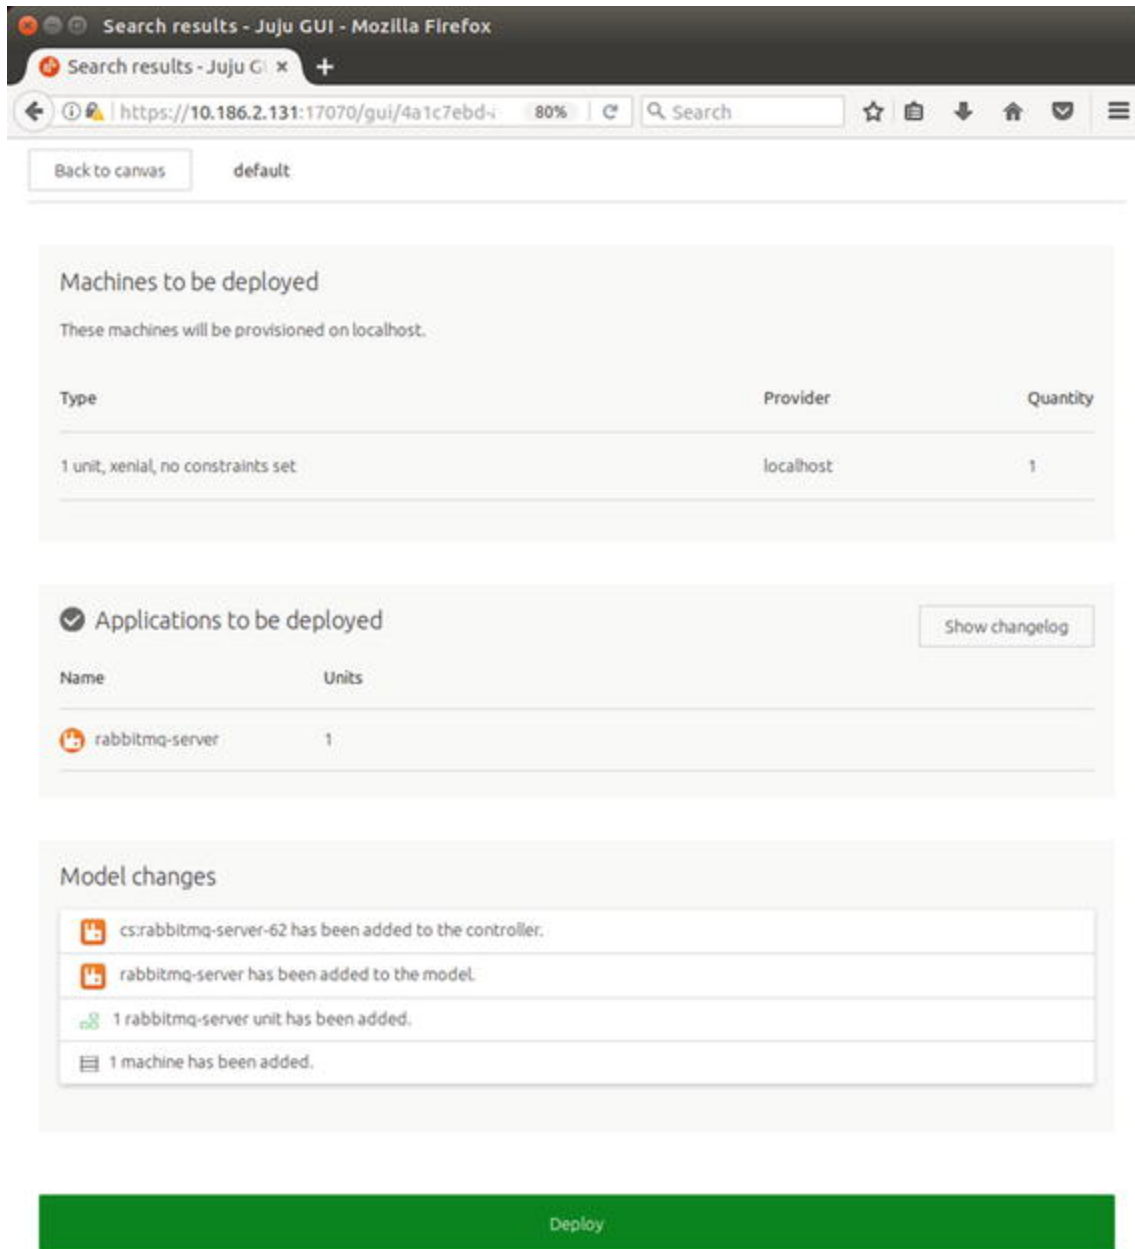 Search results - Juju GUI - Mozilla Firefox
Search results - Juju G
https://10.186.2.131:17070/gui/4a1c7ebd- 80% Search
Back to canvas default
Machines to be deployed
These machines will be provisioned on localhost.
Type Provider Quantity
1 unit, xenial, no constraints set localhost 1
Applications to be deployed Show changelog
Name Units
rabbitmq-server 1
Model changes
cs:rabbitmq-server-62 has been added to the controller.
rabbitmq-server has been added to the model.
1 rabbitmq-server unit has been added.
1 machine has been added.
Deploy